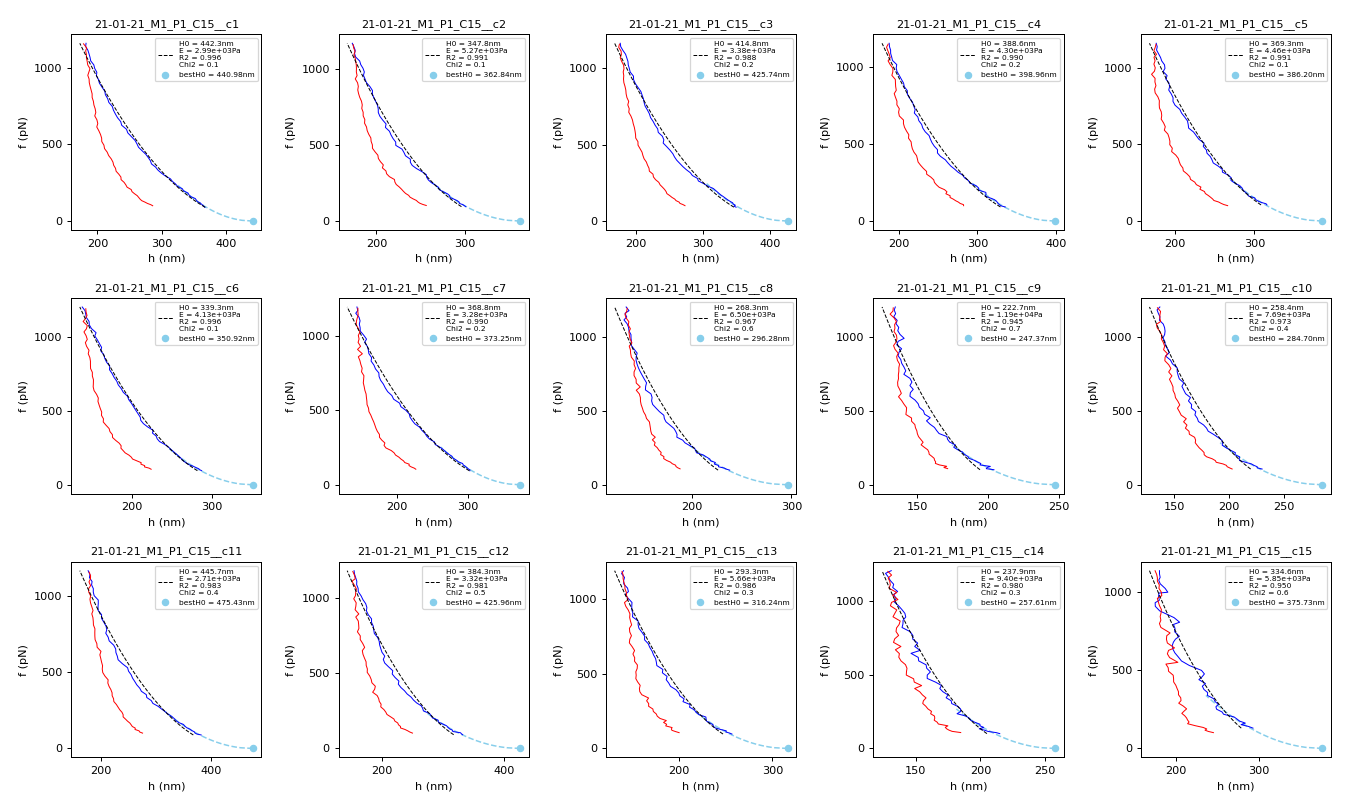 21-01-21_M1_P1_C15__c1
H0 = 442.3nm
E = 2.99e+03Pa
R2 = 0.996
Chi2 = 0.1
bestH0 = 440.98nm
1000
500
0
f (pN)
200 300 400
h (nm)
21-01-21_M1_P1_C15__c2
H0 = 347.8nm
E = 5.27e+03Pa
R2 = 0.991
Chi2 = 0.1
bestH0 = 362.84nm
1000
500
0
f (pN)
200 300
h (nm)
21-01-21_M1_P1_C15__c3
H0 = 414.8nm
E = 3.38e+03Pa
R2 = 0.988
Chi2 = 0.2
bestH0 = 425.74nm
1000
500
0
f (pN)
200 300 400
h (nm)
21-01-21_M1_P1_C15__c4
H0 = 388.6nm
E = 4.30e+03Pa
R2 = 0.990
Chi2 = 0.2
bestH0 = 398.96nm
1000
500
0
f (pN)
200 300 400
h (nm)
21-01-21_M1_P1_C15__c5
H0 = 369.3nm
E = 4.46e+03Pa
R2 = 0.991
Chi2 = 0.1
bestH0 = 386.20nm
1000
500
0
f (pN)
200 300
h (nm)
21-01-21_M1_P1_C15__c6
H0 = 339.3nm
E = 4.13e+03Pa
R2 = 0.996
Chi2 = 0.1
bestH0 = 350.92nm
1000
500
0
f (pN)
200 300
h (nm)
21-01-21_M1_P1_C15__c7
H0 = 368.8nm
E = 3.28e+03Pa
R2 = 0.990
Chi2 = 0.2
bestH0 = 373.25nm
1000
500
0
f (pN)
200 300
h (nm)
21-01-21_M1_P1_C15__c8
H0 = 268.3nm
E = 6.50e+03Pa
R2 = 0.967
Chi2 = 0.6
bestH0 = 296.28nm
1000
500
0
f (pN)
200 300
h (nm)
21-01-21_M1_P1_C15__c9
H0 = 222.7nm
E = 1.19e+04Pa
R2 = 0.945
Chi2 = 0.7
bestH0 = 247.37nm
1000
500
0
f (pN)
150 200 250
h (nm)
21-01-21_M1_P1_C15__c10
H0 = 258.4nm
E = 7.69e+03Pa
R2 = 0.973
Chi2 = 0.4
bestH0 = 284.70nm
1000
500
0
f (pN)
150 200 250
h (nm)
21-01-21_M1_P1_C15__c11
H0 = 445.7nm
E = 2.71e+03Pa
R2 = 0.983
Chi2 = 0.4
bestH0 = 475.43nm
1000
500
0
f (pN)
200 400
h (nm)
21-01-21_M1_P1_C15__c12
H0 = 384.3nm
E = 3.32e+03Pa
R2 = 0.981
Chi2 = 0.5
bestH0 = 425.96nm
1000
500
0
f (pN)
200 300 400
h (nm)
21-01-21_M1_P1_C15__c13
H0 = 293.3nm
E = 5.66e+03Pa
R2 = 0.986
Chi2 = 0.3
bestH0 = 316.24nm
1000
500
0
f (pN)
200 300
h (nm)
21-01-21_M1_P1_C15__c14
H0 = 237.9nm
E = 9.40e+03Pa
R2 = 0.980
Chi2 = 0.3
bestH0 = 257.61nm
1000
500
0
f (pN)
150 200 250
h (nm)
21-01-21_M1_P1_C15__c15
H0 = 334.6nm
E = 5.85e+03Pa
R2 = 0.950
Chi2 = 0.6
bestH0 = 375.73nm
1000
500
0
f (pN)
200 300
h (nm)